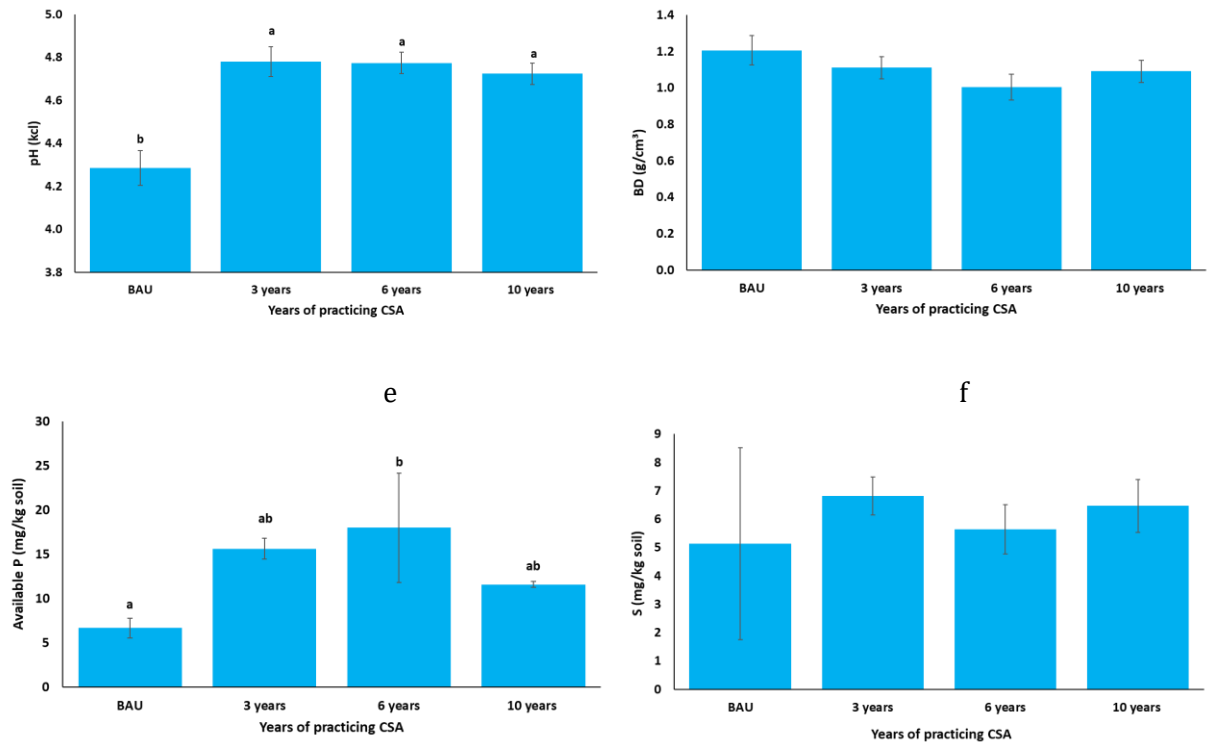 pH (kcl)
5.0
4.8
4.6
4.4
4.2
4.0
3.8
b
a
a
a
BAU
3 years
6 years
10 years
Years of practicing CSA
BD (g/cm³)
1.4
1.2
1.0
0.8
0.6
0.4
0.2
0.0
BAU
3 years
6 years
10 years
Years of practicing CSA
e
f
Available P (mg/kg soil)
30
25
20
15
10
5
0
a
ab
b
ab
BAU
3 years
6 years
10 years
Years of practicing CSA
S (mg/kg soil)
9
8
7
6
5
4
3
2
1
0
BAU
3 years
6 years
10 years
Years of practicing CSA